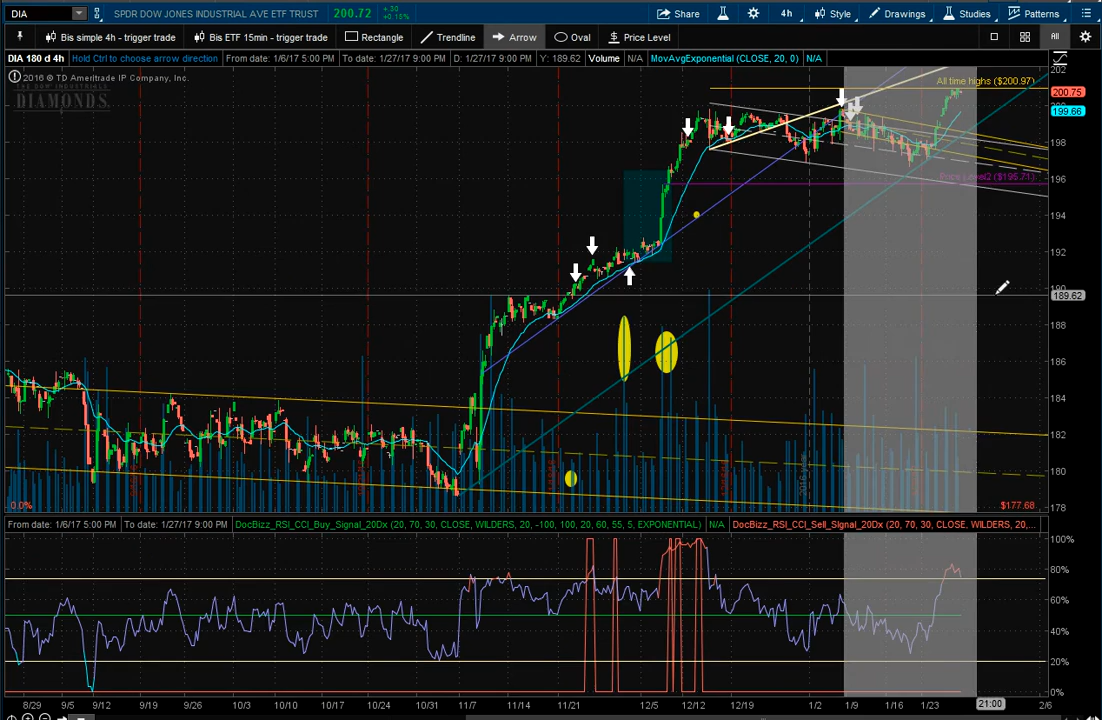 DIA SPDR DOW JONES INDUSTRIAL AVE ETF TRUST 200.72 +.30 +0.15% Share 4h Style Drawings Studies Patterns
Bis simple 4h - trigger trade Bis ETF 15min - trigger trade Rectangle Trendline Arrow Oval Price Level All
DIA 180 d 4h Hold Ctrl to choose arrow direction From date: 1/6/17 5:00 PM To date: 1/27/17 9:00 PM D: 1/27/17 9:00 PM Y: 189.62 Volume N/A MovAvgExponential (CLOSE, 20, 0) N/A
2016 © TD Ameritrade IP Company, Inc.
THE DOW INDUSTRIALS
DIAMONDS
All time highs ($200.97)
Price Level2 ($195.71)
202
200.75
199.66
198
196
194
192
190
189.62
188
186
184
182
180
178
0.0%
$177.68
From date: 1/6/17 5:00 PM To date: 1/27/17 9:00 PM DocBizz_RSI_CCI_Buy_Signal_20Dx (20, 70, 30, CLOSE, WILDERS, 20, -100, 100, 20, 60, 55, 5, EXPONENTIAL) N/A DocBizz_RSI_CCI_Sell_Signal_20Dx (20, 70, 30, CLOSE, WILDERS, 20,...
100%
80%
60%
40%
20%
0%
8/29 9/5 9/12 9/19 9/26 10/3 10/10 10/17 10/24 10/31 11/7 11/14 11/21 12/5 12/12 12/19 1/2 1/9 1/16 1/23 21:00 2/6